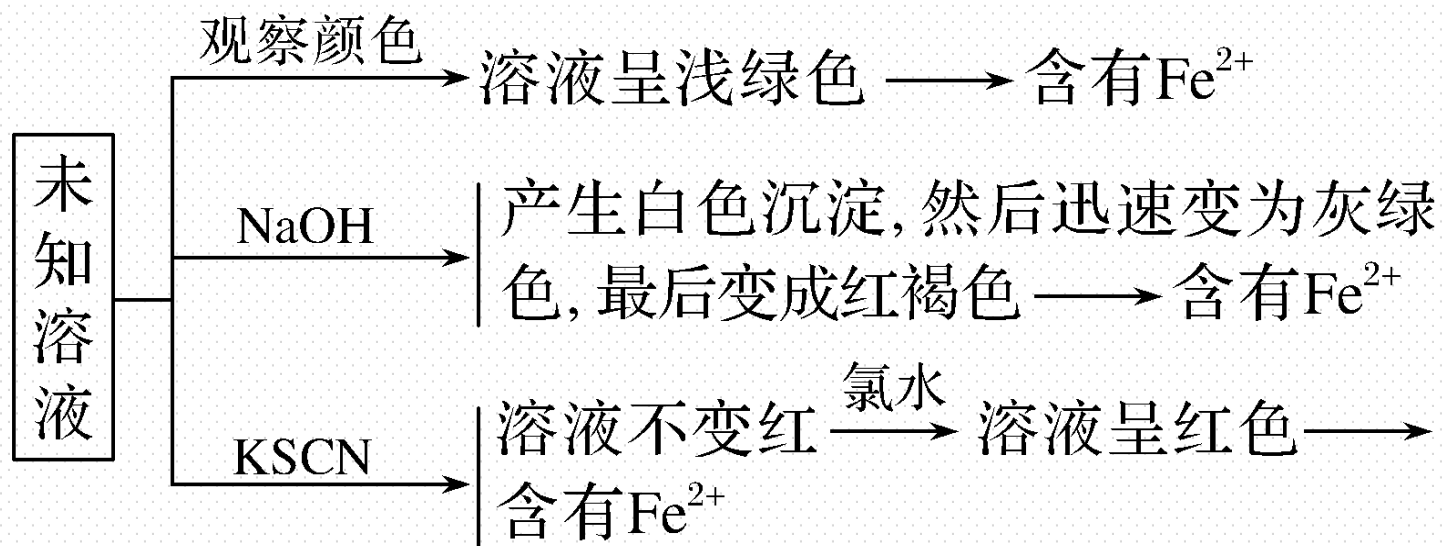 观察颜色
溶液呈浅绿色 → 含有Fe²⁺
未知溶液
NaOH
产生白色沉淀,然后迅速变为灰绿
色,最后变成红褐色 → 含有Fe²⁺
KSCN
溶液不变红 氯水→ 溶液呈红色 →
含有Fe²⁺